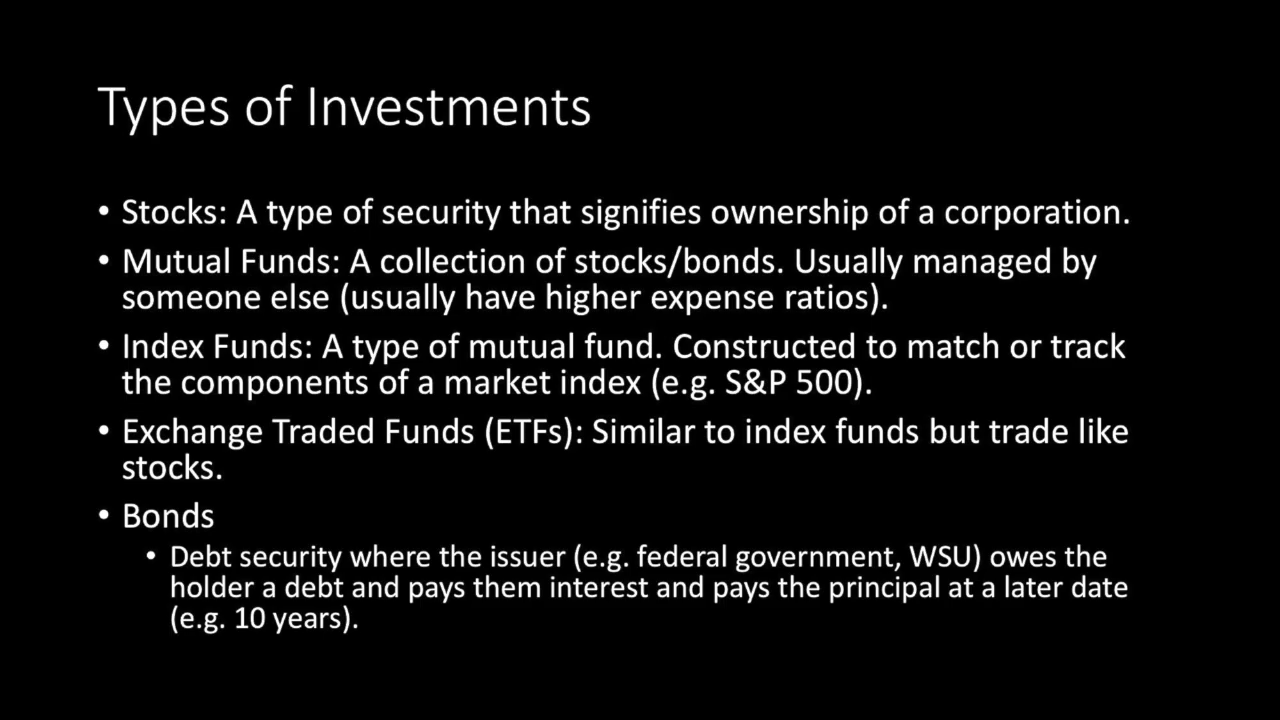 Types of Investments
• Stocks: A type of security that signifies ownership of a corporation.
• Mutual Funds: A collection of stocks/bonds. Usually managed by
someone else (usually have higher expense ratios).
• Index Funds: A type of mutual fund. Constructed to match or track
the components of a market index (e.g. S&P 500).
• Exchange Traded Funds (ETFs): Similar to index funds but trade like
stocks.
• Bonds
• Debt security where the issuer (e.g. federal government, WSU) owes the
holder a debt and pays them interest and pays the principal at a later date
(e.g. 10 years).